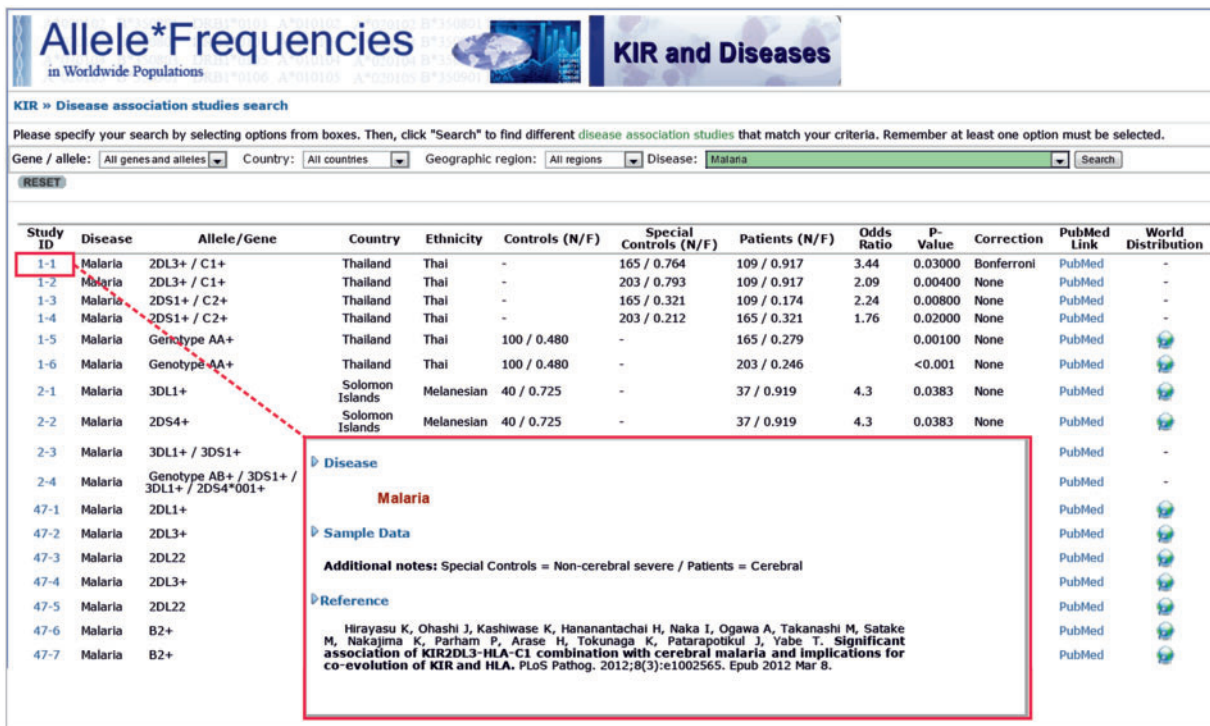 Allele*Frequencies
in Worldwide Populations
KIR and Diseases
KIR » Disease association studies search
Please specify your search by selecting options from boxes. Then, click "Search" to find different disease association studies that match your criteria. Remember at least one option must be selected.
Gene / allele: All genes and alleles Country: All countries Geographic region: All regions Disease: Malaria Search
RESET
Study ID Disease Allele/Gene Country Ethnicity Controls (N/F) Special Controls (N/F) Patients (N/F) Odds Ratio P-Value Correction PubMed Link World Distribution
1-1 Malaria 2DL3+ / C1+ Thailand Thai - 165 / 0.764 109 / 0.917 3.44 0.03000 Bonferroni PubMed -
1-2 Malaria 2DL3+ / C1+ Thailand Thai - 203 / 0.793 109 / 0.917 2.09 0.00400 None PubMed -
1-3 Malaria 2DS1+ / C2+ Thailand Thai - 165 / 0.321 109 / 0.174 2.24 0.00800 None PubMed -
1-4 Malaria 2DS1+ / C2+ Thailand Thai - 203 / 0.212 165 / 0.321 1.76 0.02000 None PubMed -
1-5 Malaria Genotype AA+ Thailand Thai 100 / 0.480 - 165 / 0.279 0.00100 None PubMed
1-6 Malaria Genotype AA+ Thailand Thai 100 / 0.480 - 203 / 0.246 <0.001 None PubMed
2-1 Malaria 3DL1+ Solomon Islands Melanesian 40 / 0.725 - 37 / 0.919 4.3 0.0383 None PubMed
2-2 Malaria 2DS4+ Solomon Islands Melanesian 40 / 0.725 - 37 / 0.919 4.3 0.0383 None PubMed
2-3 Malaria 3DL1+ / 3DS1+ PubMed -
2-4 Malaria Genotype AB+ / 3DS1+ / 3DL1+ / 2DS4*001+ PubMed -
47-1 Malaria 2DL1+ PubMed
47-2 Malaria 2DL3+ PubMed
47-3 Malaria 2DL22 PubMed
47-4 Malaria 2DL3+ PubMed
47-5 Malaria 2DL22 PubMed
47-6 Malaria B2+ PubMed
47-7 Malaria B2+ PubMed
Disease
Malaria
Sample Data
Additional notes: Special Controls = Non-cerebral severe / Patients = Cerebral
Reference
Hirayasu K, Ohashi J, Kashiwase K, Hananantachai H, Naka I, Ogawa A, Takanashi M, Satake
M, Nakajima K, Parham P, Arase H, Tokunaga K, Patarapotikul J, Yabe T. Significant
association of KIR2DL3-HLA-C1 combination with cerebral malaria and implications for
co-evolution of KIR and HLA. PLoS Pathog. 2012;8(3):e1002565. Epub 2012 Mar 8.